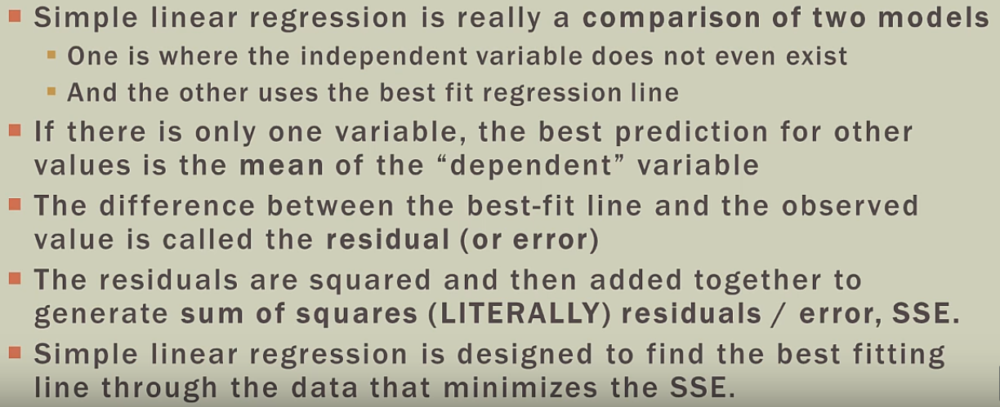 Simple linear regression is really a comparison of two models
One is where the independent variable does not even exist
And the other uses the best fit regression line
If there is only one variable, the best prediction for other
values is the mean of the “dependent” variable
The difference between the best-fit line and the observed
value is called the residual (or error)
The residuals are squared and then added together to
generate sum of squares (LITERALLY) residuals / error, SSE.
Simple linear regression is designed to find the best fitting
line through the data that minimizes the SSE.